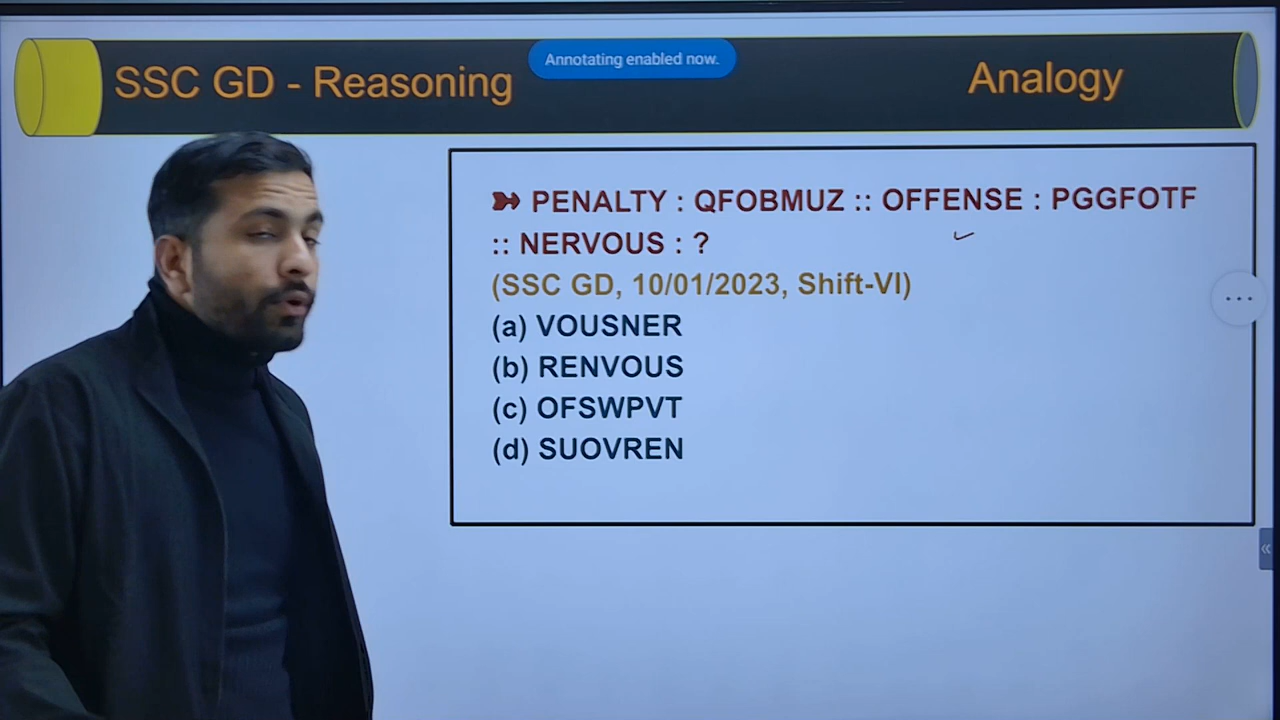 SSC GD - Reasoning
Annotating enabled now.
Analogy
PENALTY : QFOBMUZ :: OFFENSE : PGGFOTF
:: NERVOUS : ?
(SSC GD, 10/01/2023, Shift-VI)
(a) VOUSNER
(b) RENVOUS
(c) OFSWPVT
(d) SUOVREN